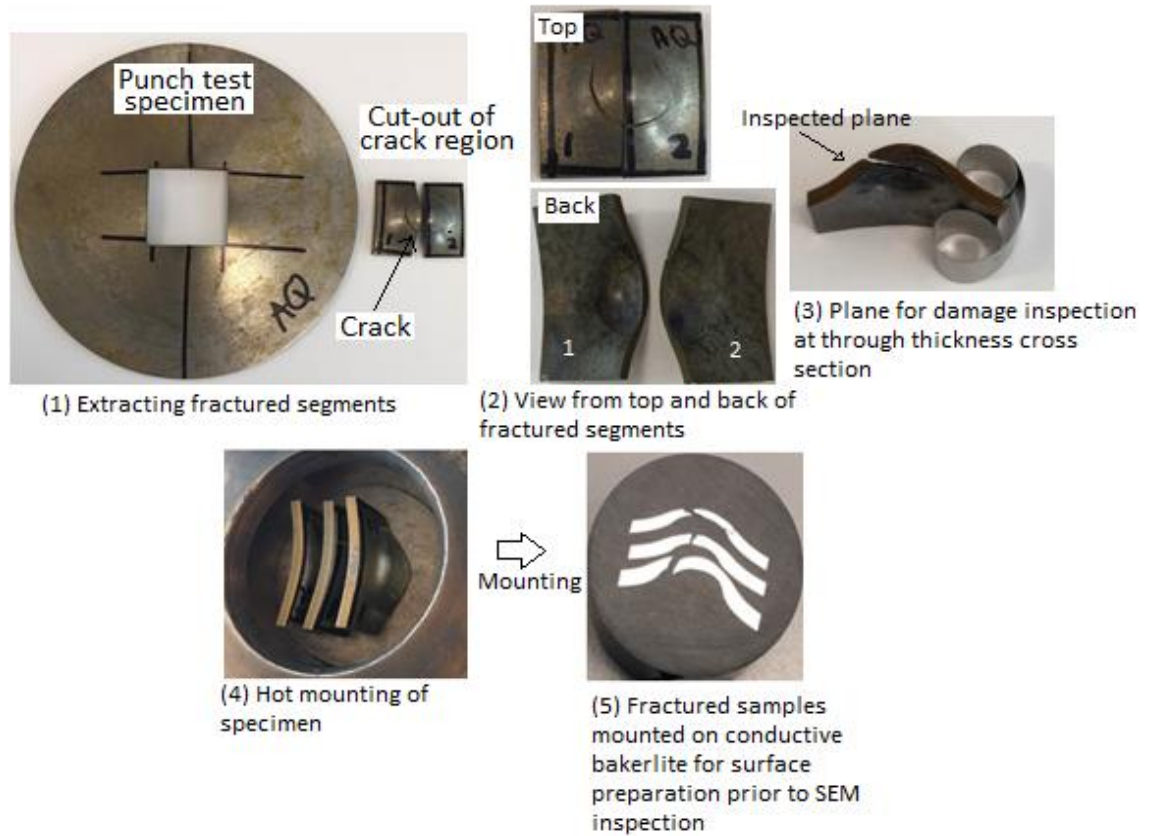 Punch test
specimen
Cut-out of
crack region
AQ
1
2
Crack
(1) Extracting fractured segments
Top
AQ
AQ
1
2
Back
1
2
(2) View from top and back of
fractured segments
Inspected plane
(3) Plane for damage inspection
at through thickness cross
section
(4) Hot mounting of
specimen
Mounting
(5) Fractured samples
mounted on conductive
bakerlite for surface
preparation prior to SEM
inspection